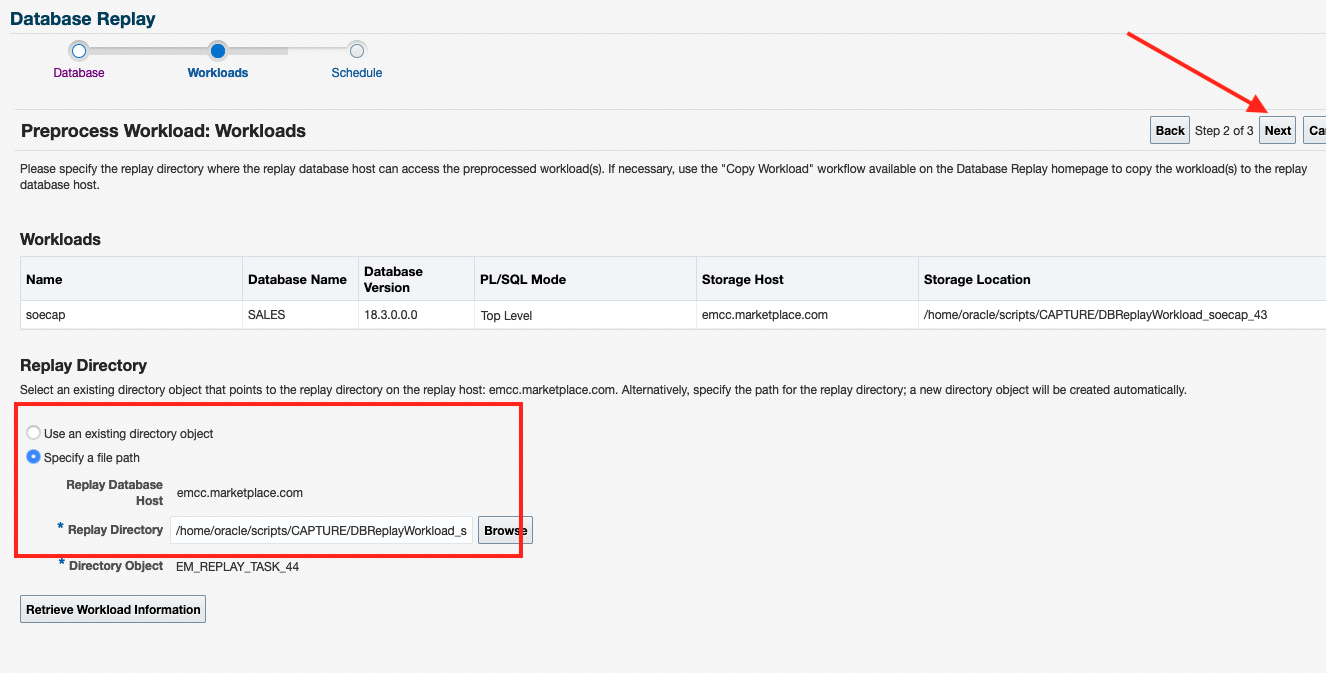 Database Replay
Database
Workloads
Schedule
Preprocess Workload: Workloads
Back Step 2 of 3 Next
Please specify the replay directory where the replay database host can access the preprocessed workload(s). If necessary, use the "Copy Workload" workflow available on the Database Replay homepage to copy the workload(s) to the replay
database host.
Workloads
Name Database Name Database Version PL/SQL Mode Storage Host Storage Location
soecap SALES 18.3.0.0.0 Top Level emcc.marketplace.com /home/oracle/scripts/CAPTURE/DBReplayWorkload_soecap_43
Replay Directory
Select an existing directory object that points to the replay directory on the replay host: emcc.marketplace.com. Alternatively, specify the path for the replay directory; a new directory object will be created automatically.
Use an existing directory object
Specify a file path
Replay Database Host emcc.marketplace.com
* Replay Directory /home/oracle/scripts/CAPTURE/DBReplayWorkload_s Browse
* Directory Object EM_REPLAY_TASK_44
Retrieve Workload Information